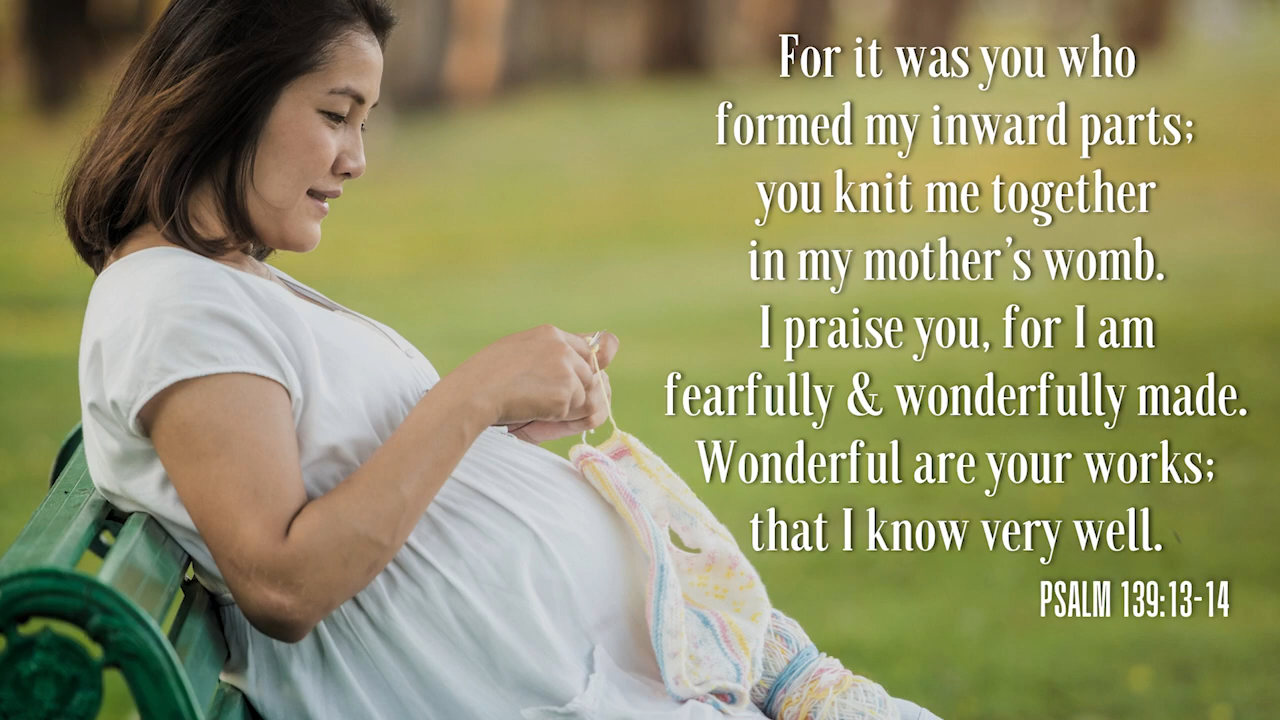 For it was you who
formed my inward parts;
you knit me together
in my mother’s womb.
I praise you, for I am
fearfully & wonderfully made.
Wonderful are your works;
that I know very well.
PSALM 139:13-14